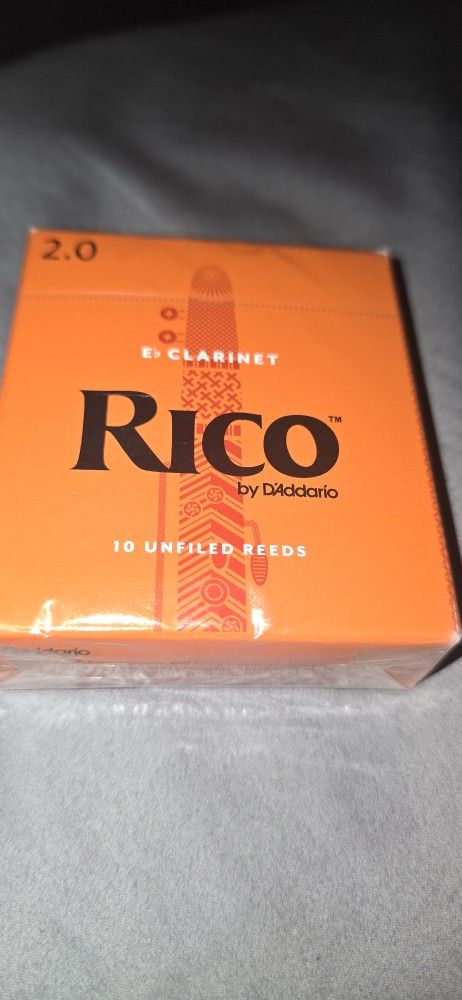 2.0
E♭ CLARINET
RICO™
by D'Addario
10 UNFILED REEDS